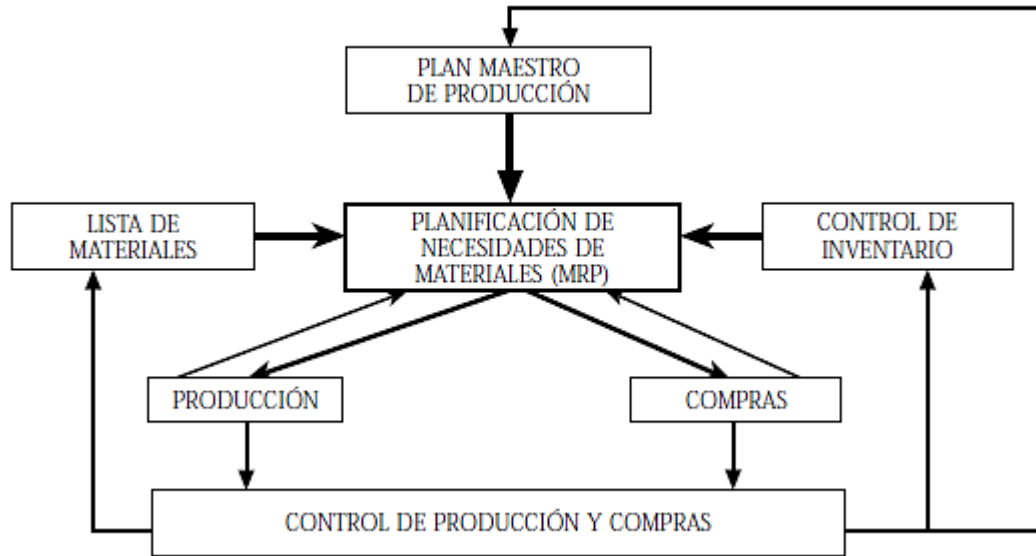 PLAN MAESTRO
DE PRODUCCIÓN
LISTA DE
MATERIALES
PLANIFICACIÓN DE
NECESIDADES DE
MATERIALES (MRP)
CONTROL DE
INVENTARIO
PRODUCCIÓN
COMPRAS
CONTROL DE PRODUCCIÓN Y COMPRAS